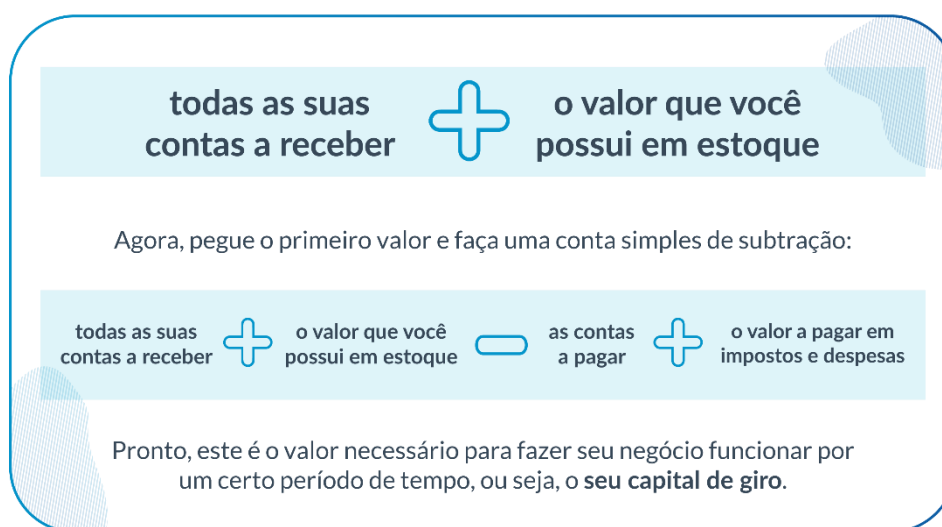 todas as suas
contas a receber
o valor que você
possui em estoque
Agora, pegue o primeiro valor e faça uma conta simples de subtração:
todas as suas
contas a receber
o valor que você
possui em estoque
as contas
a pagar
o valor a pagar em
impostos e despesas
Pronto, este é o valor necessário para fazer seu negócio funcionar por
um certo período de tempo, ou seja, o seu capital de giro.